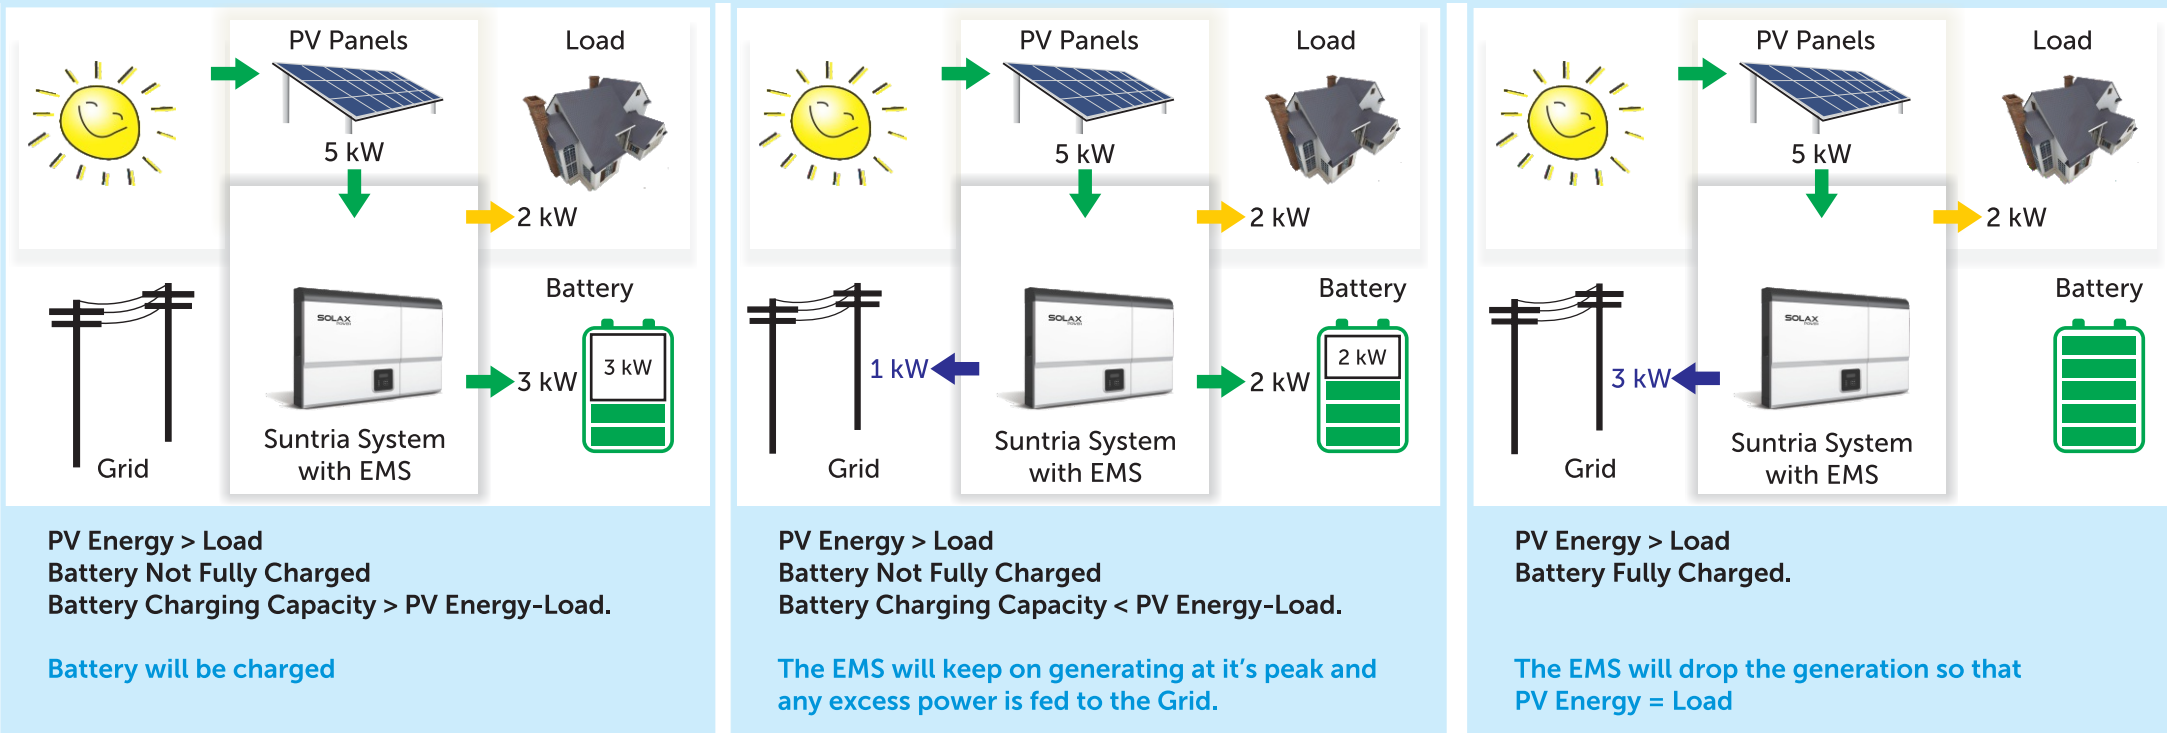 PV Panels
Load
5 kW
2 kW
Battery
SOLAX
Power
3 kW
3 kW
Suntria System
with EMS
Grid
PV Energy > Load
Battery Not Fully Charged
Battery Charging Capacity > PV Energy-Load.
Battery will be charged
PV Panels
Load
5 kW
2 kW
Battery
SOLAX
Power
2 kW
1 kW
2 kW
Suntria System
with EMS
Grid
PV Energy > Load
Battery Not Fully Charged
Battery Charging Capacity < PV Energy-Load.
The EMS will keep on generating at it's peak and
any excess power is fed to the Grid.
PV Panels
Load
5 kW
2 kW
Battery
SOLAX
Power
3 kW
Suntria System
with EMS
Grid
PV Energy > Load
Battery Fully Charged.
The EMS will drop the generation so that
PV Energy = Load